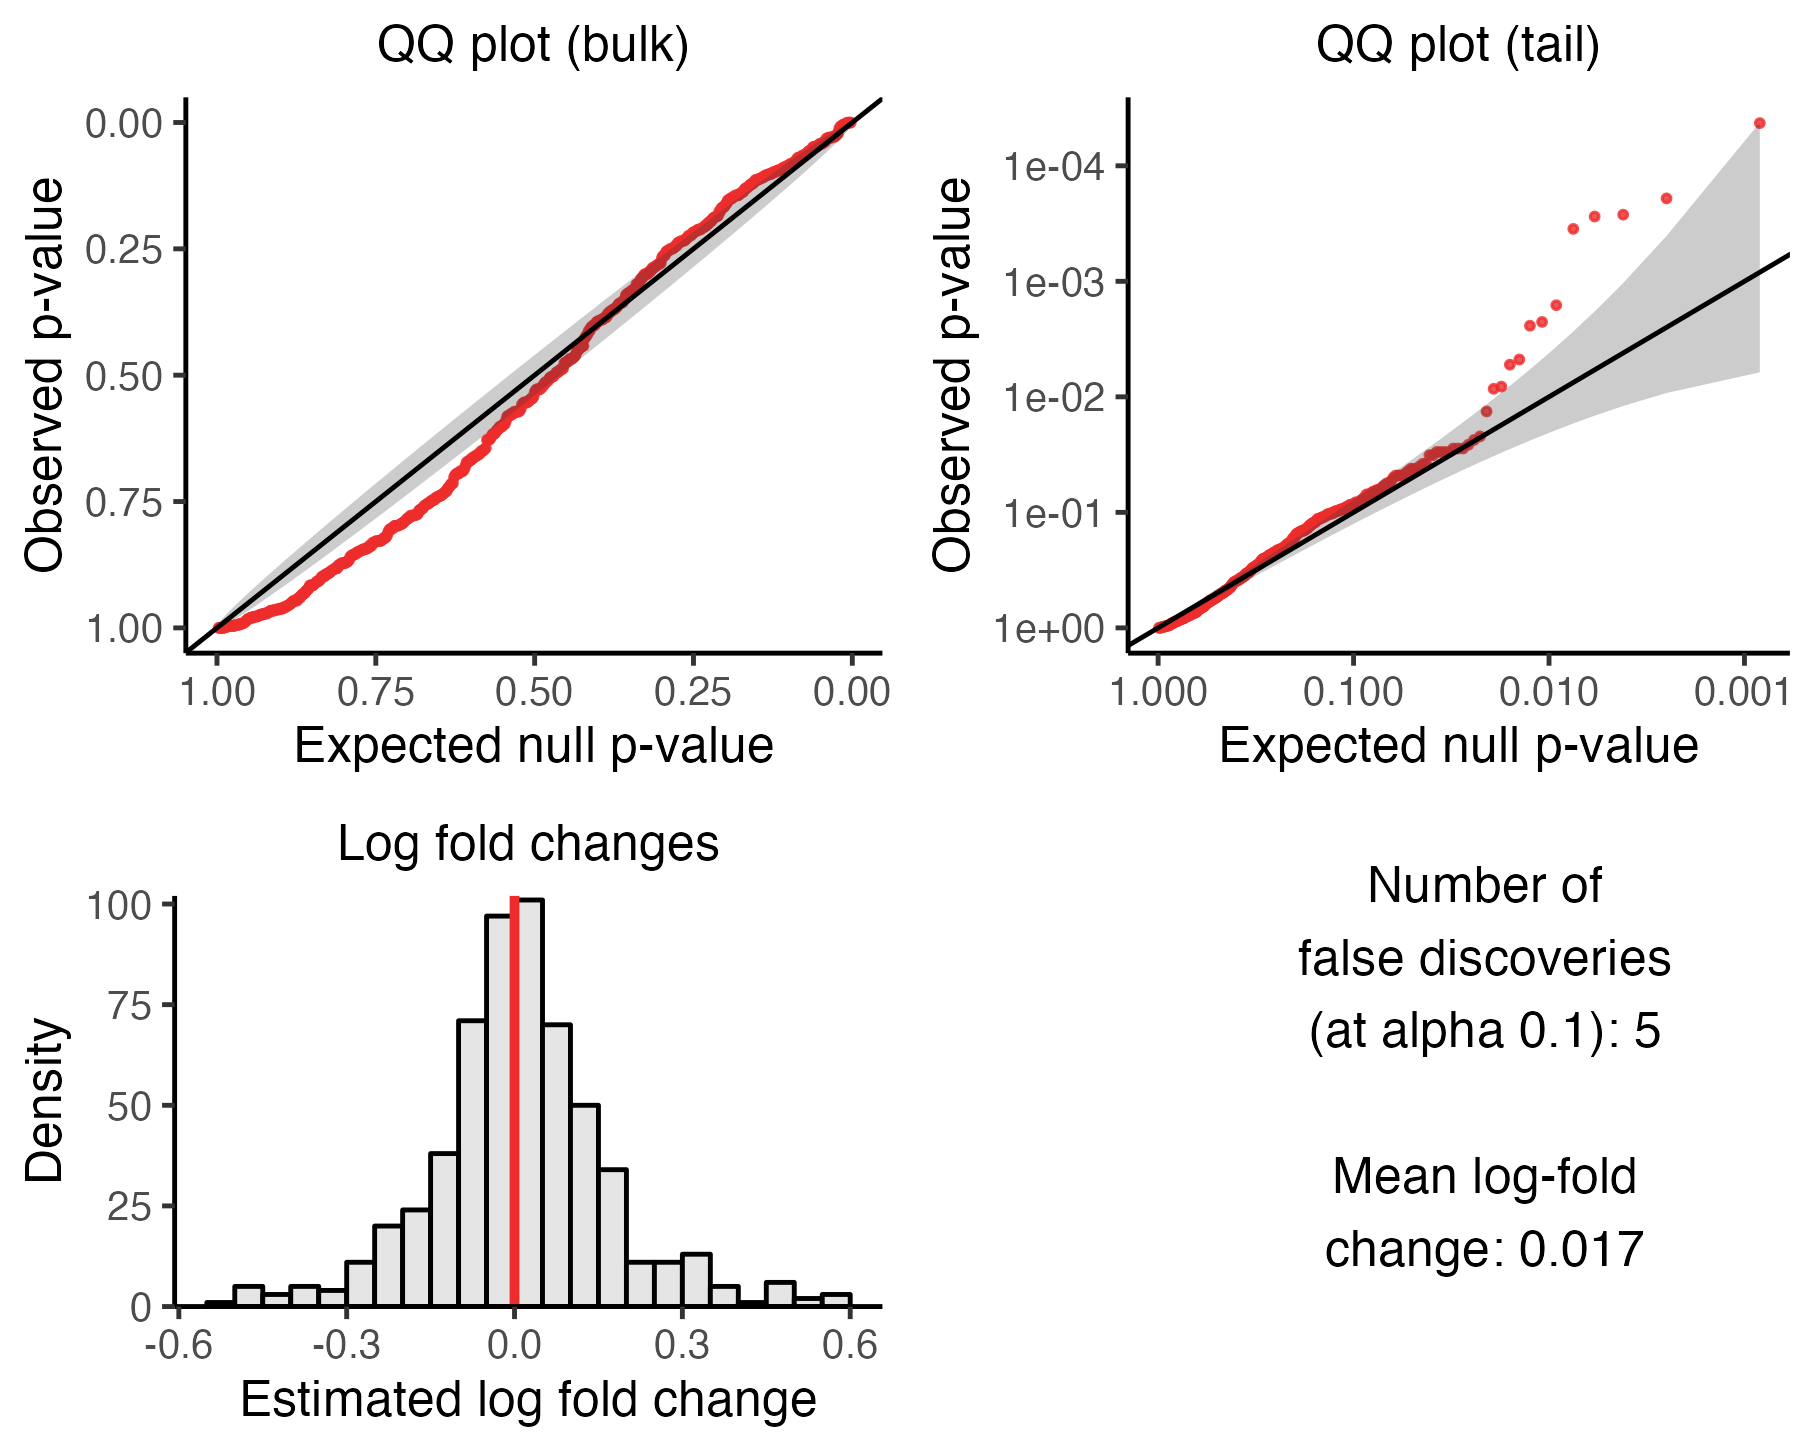 QQ plot (bulk)
Observed p-value
0.00
0.25
0.50
0.75
1.00
1.00 0.75 0.50 0.25 0.00
Expected null p-value
QQ plot (tail)
Observed p-value
1e-04
1e-03
1e-02
1e-01
1e+00
1.000 0.100 0.010 0.001
Expected null p-value
Log fold changes
Density
100
75
50
25
0
-0.6 -0.3 0.0 0.3 0.6
Estimated log fold change
Number of
false discoveries
(at alpha 0.1): 5
Mean log-fold
change: 0.017